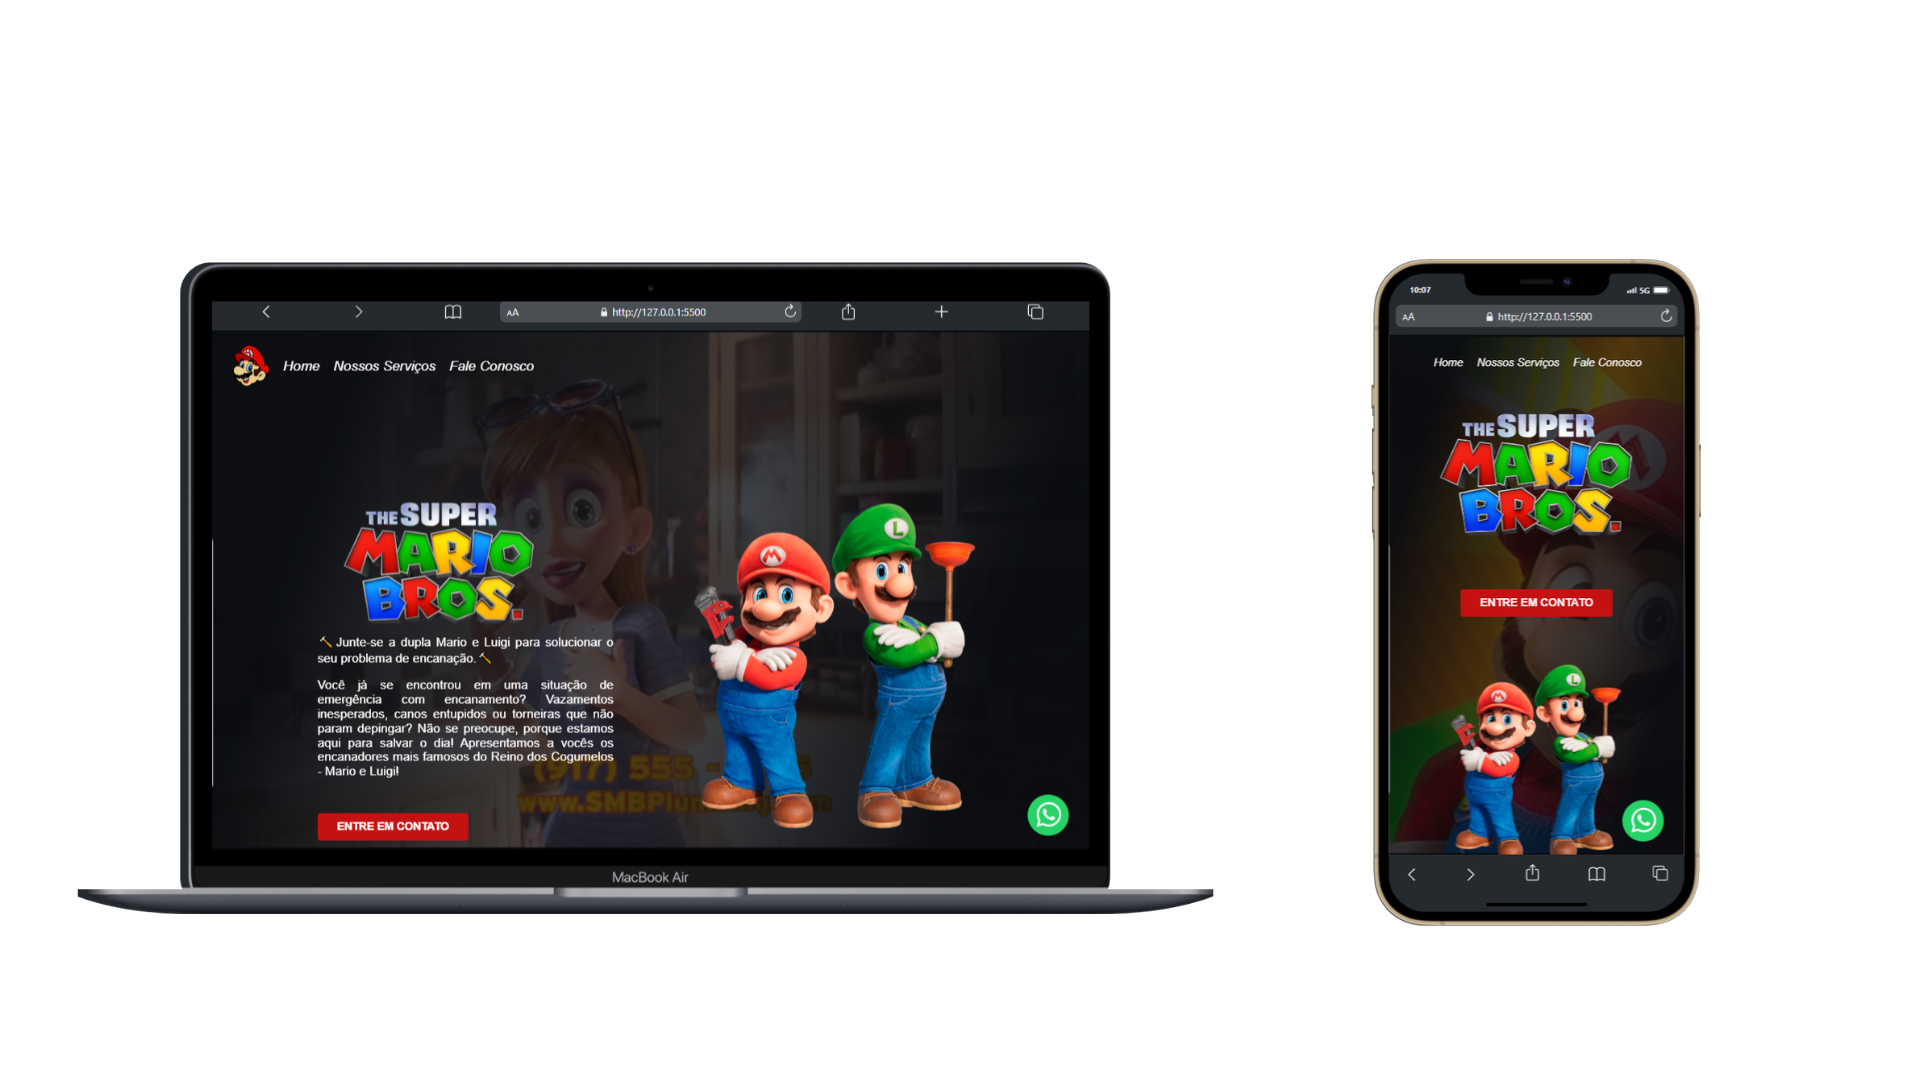 AA
http://127.0.0.1:5500
Home Nossos Serviços Fale Conosco
THE SUPER
MARIO
BROS.
Junte-se a dupla Mario e Luigi para solucionar o
seu problema de encanação.
Você já se encontrou em uma situação de
emergência com encanamento? Vazamentos
inesperados, canos entupidos ou torneiras que não
param depingar? Não se preocupe, porque estamos
aqui para salvar o dia! Apresentamos a vocês os
encanadores mais famosos do Reino dos Cogumelos
- Mario e Luigi!
(917) 555 -
www.SMBPlum
ENTRE EM CONTATO
M
L
MacBook Air
10:07
5G
AA
http://127.0.0.1:5500
Home Nossos Serviços Fale Conosco
THE SUPER
MARIO
BROS.
M
ENTRE EM CONTATO
M
L